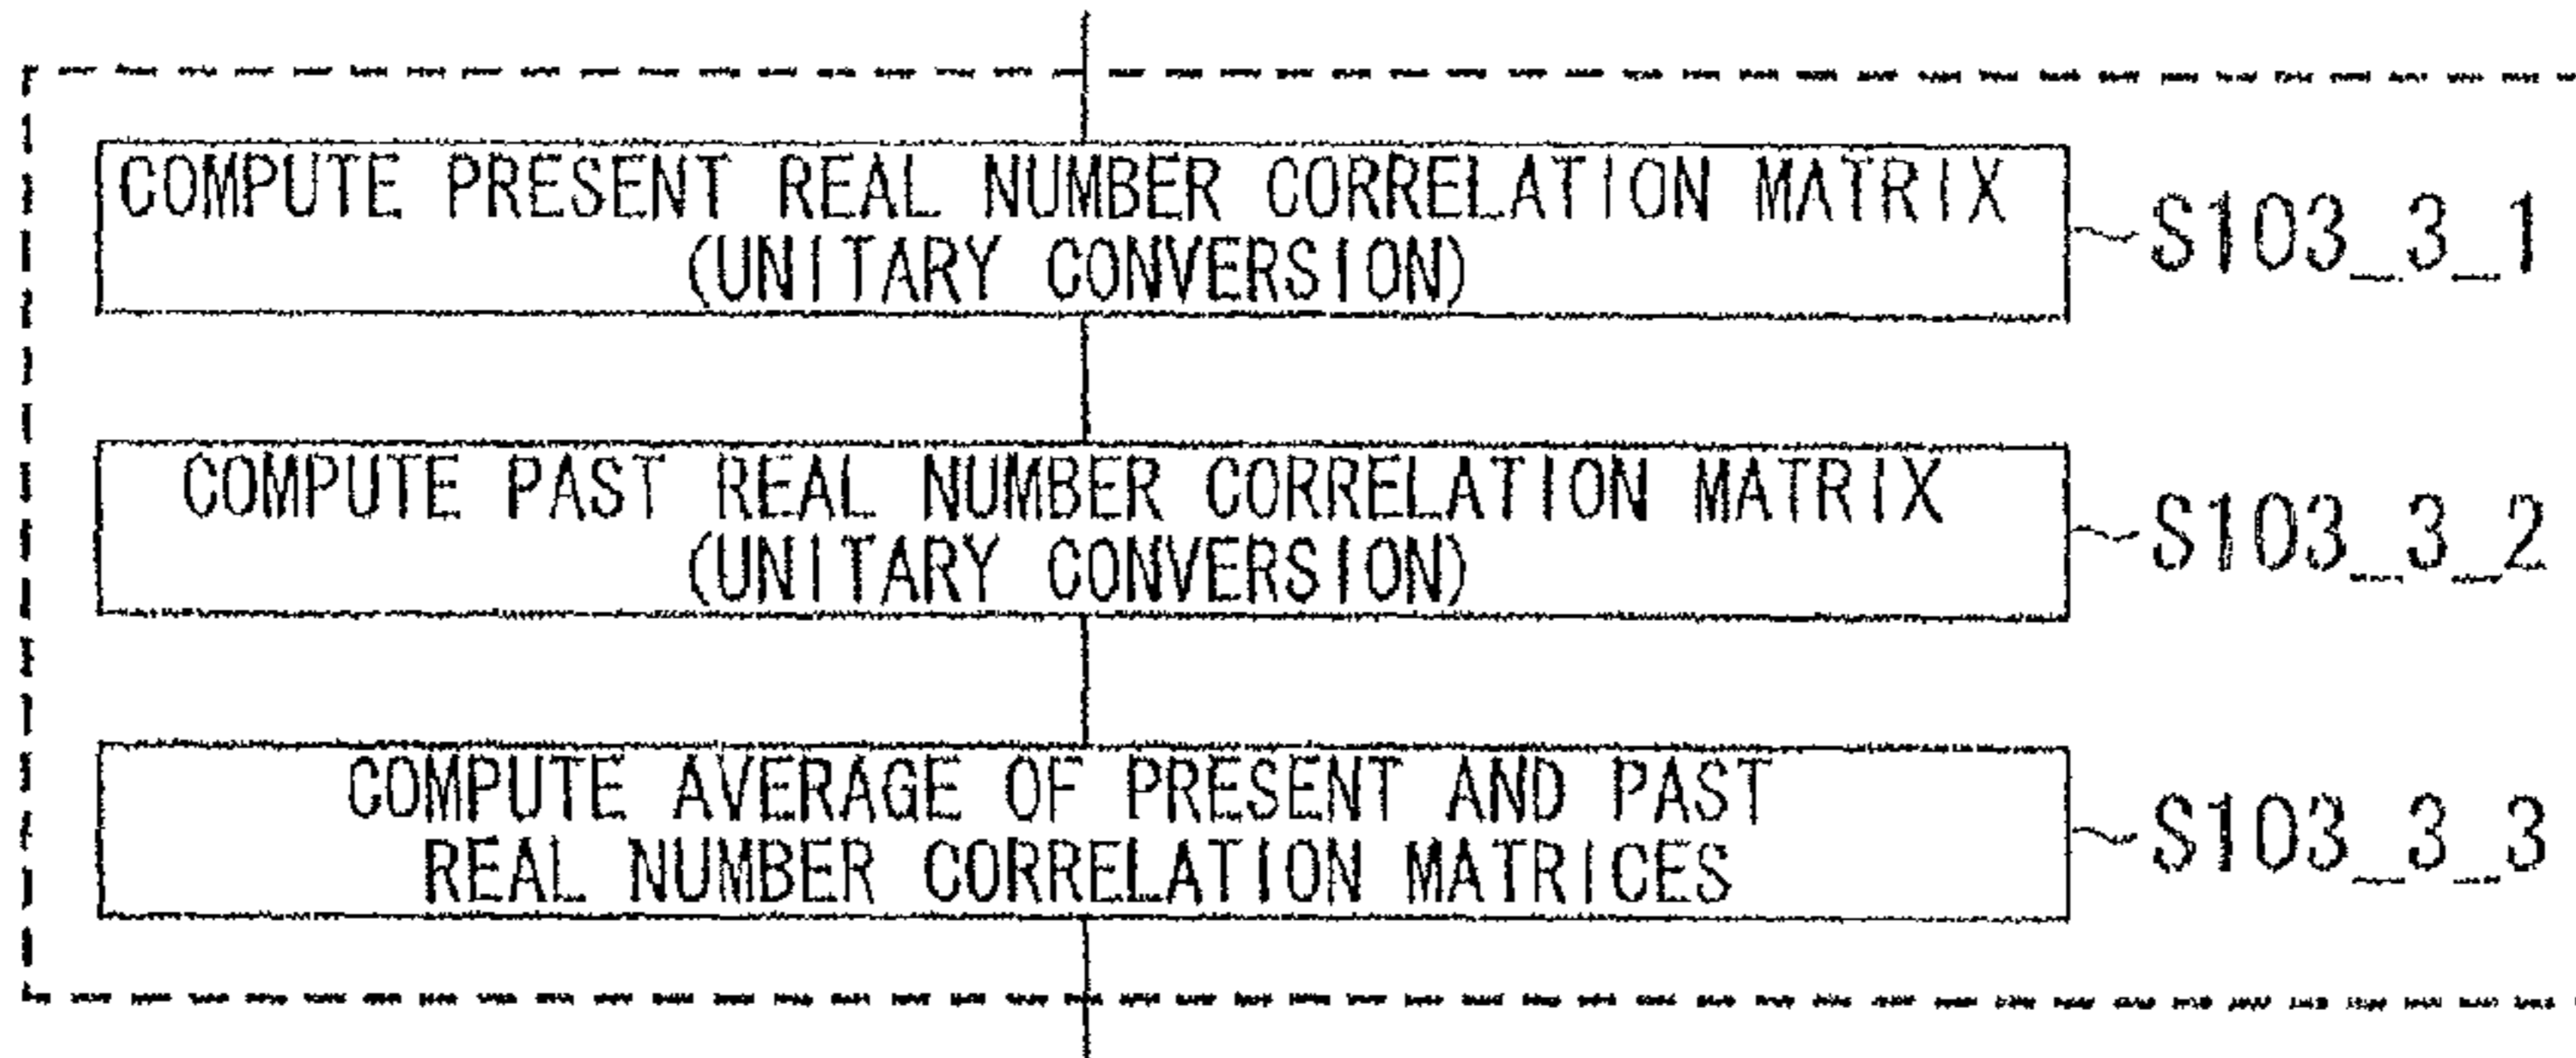 COMPUTE PRESENT REAL NUMBER CORRELATION MATRIX
(UNITARY CONVERSION)
S103_3_1
COMPUTE PAST REAL NUMBER CORRELATION MATRIX
(UNITARY CONVERSION)
S103_3_2
COMPUTE AVERAGE OF PRESENT AND PAST
REAL NUMBER CORRELATION MATRICES
S103_3_3